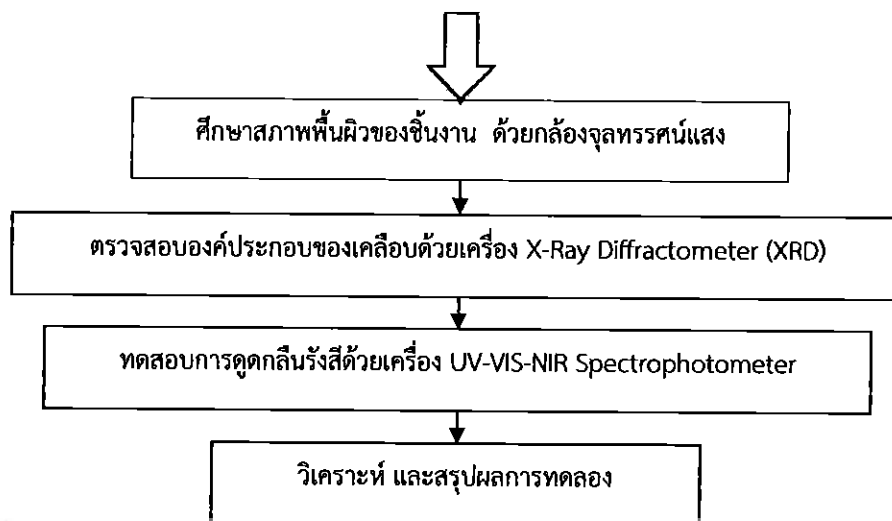 ศึกษาสภาพพื้นผิวของชิ้นงาน ด้วยกล้องจุลทรรศน์แสง
ตรวจสอบองค์ประกอบของเคลือบด้วยเครื่อง X-Ray Diffractometer (XRD)
ทดสอบการดูดกลืนรังสีด้วยเครื่อง UV-VIS-NIR Spectrophotometer
วิเคราะห์ และสรุปผลการทดลอง